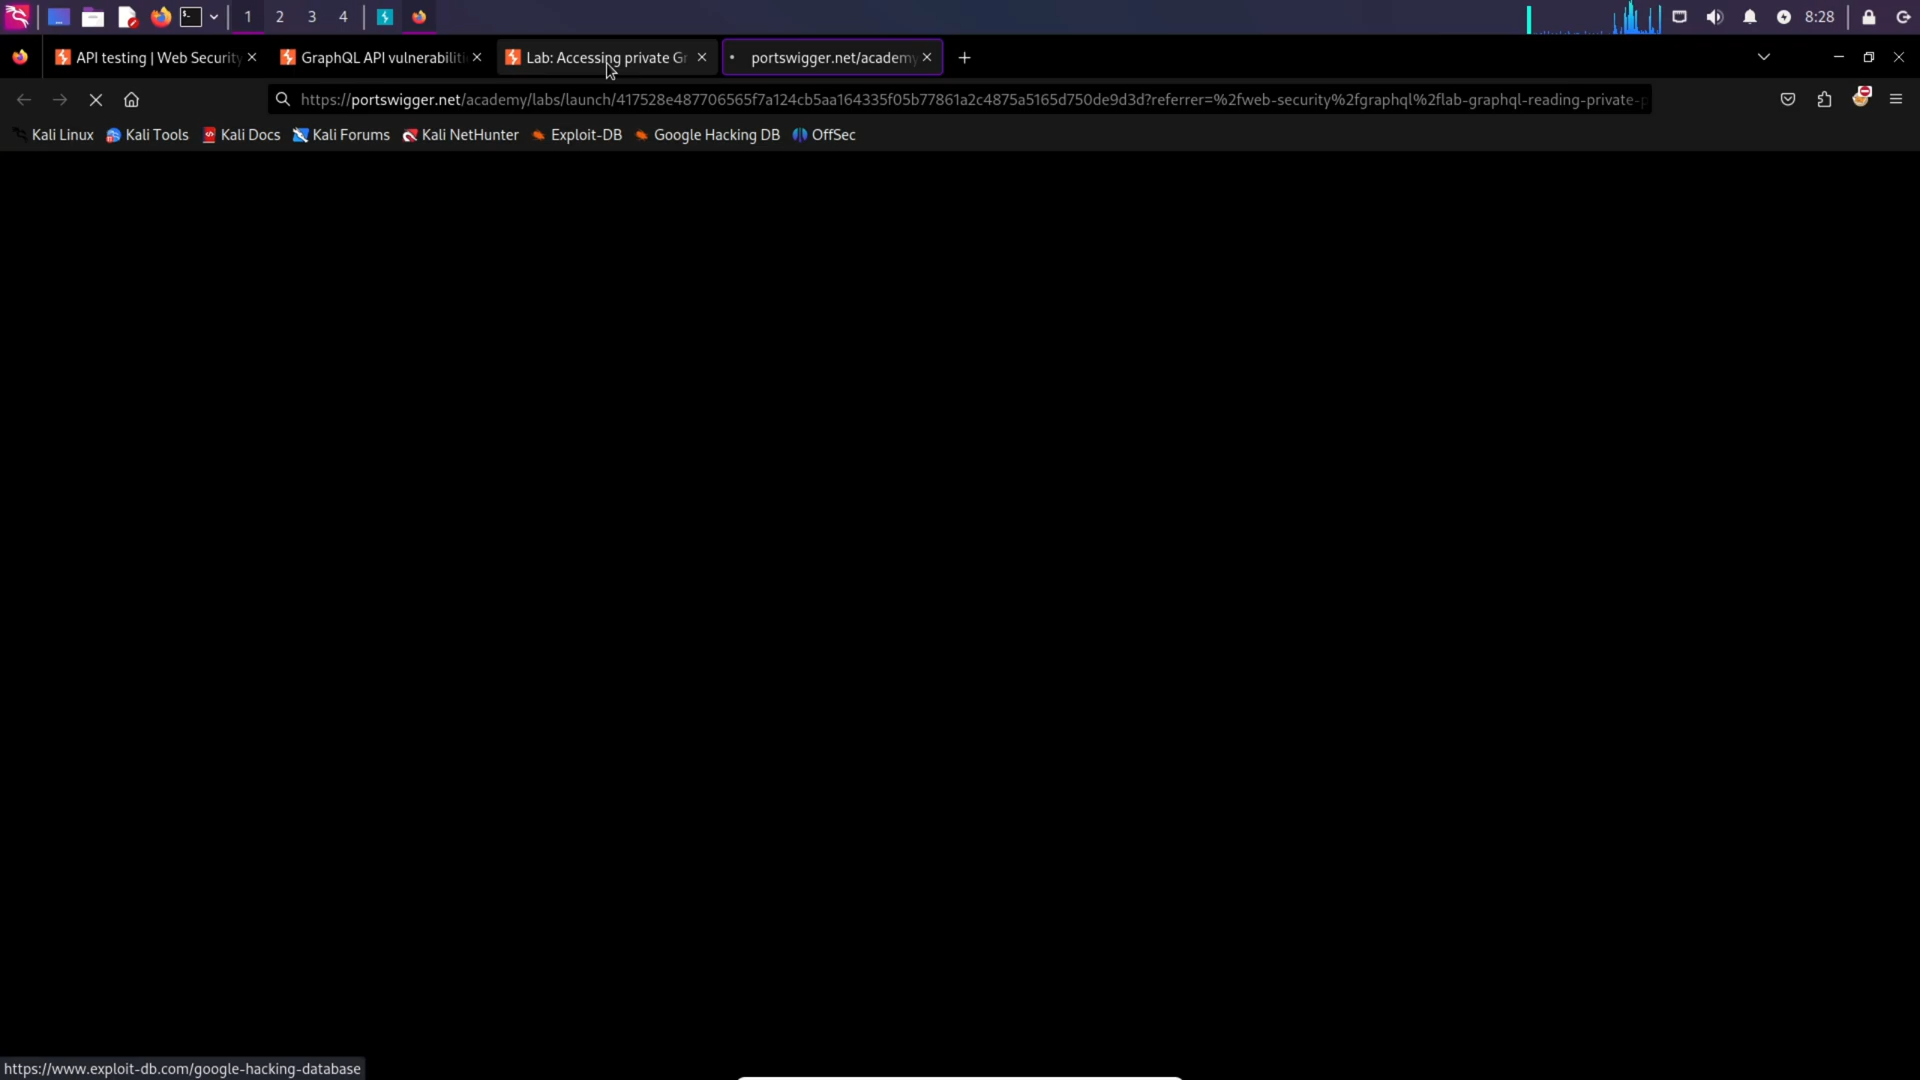 1 2 3 4
8:28
API testing | Web Security
GraphQL API vulnerabiliti
Lab: Accessing private Gr
portswigger.net/academy
https://portswigger.net/academy/labs/launch/417528e487706565f7a124cb5aa164335f05b77861a2c4875a5165d750de9d3d?referrer=%2fweb-security%2fgraphql%2flab-graphql-reading-private-p
Kali Linux Kali Tools Kali Docs Kali Forums Kali NetHunter Exploit-DB Google Hacking DB OffSec
https://www.exploit-db.com/google-hacking-database